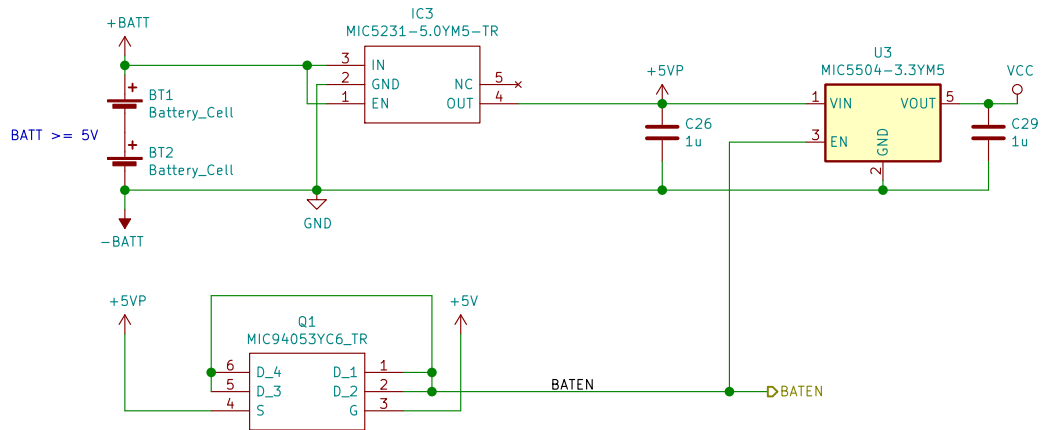 IC3
MIC5231-5.0YM5-TR
+BATT
3 IN
2 GND
1 EN
NC 5
OUT 4
BT1
Battery_Cell
BATT >= 5V
BT2
Battery_Cell
-BATT
GND
+5VP
C26
1u
U3
MIC5504-3.3YM5
1 VIN
3 EN
VOUT 5
GND
2
VCC
C29
1u
+5VP
Q1
MIC94053YC6_TR
+5V
6 D_4
5 D_3
4 S
D_1 1
D_2 2
G 3
BATEN
BATEN
+
+